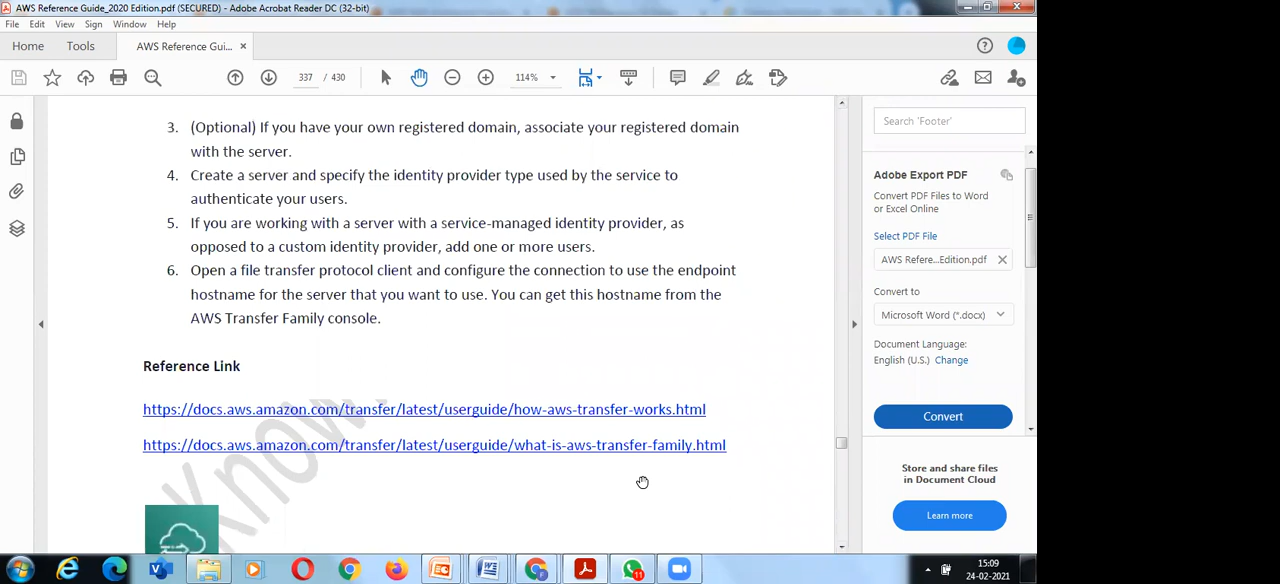 AWS Reference Guide_2020 Edition.pdf (SECURED) - Adobe Acrobat Reader DC (32-bit)
File Edit View Sign Window Help
Home Tools AWS Reference Gui... ×
337 / 430 114%
3. (Optional) If you have your own registered domain, associate your registered domain
with the server.
4. Create a server and specify the identity provider type used by the service to
authenticate your users.
5. If you are working with a server with a service-managed identity provider, as
opposed to a custom identity provider, add one or more users.
6. Open a file transfer protocol client and configure the connection to use the endpoint
hostname for the server that you want to use. You can get this hostname from the
AWS Transfer Family console.
Reference Link
https://docs.aws.amazon.com/transfer/latest/userguide/how-aws-transfer-works.html
https://docs.aws.amazon.com/transfer/latest/userguide/what-is-aws-transfer-family.html
Know
Search 'Footer'
Adobe Export PDF
Convert PDF Files to Word
or Excel Online
Select PDF File
AWS Refere...Edition.pdf
Convert to
Microsoft Word (*.docx)
Document Language:
English (U.S.) Change
Convert
Store and share files
in Document Cloud
Learn more
11
15:09
24-02-2021